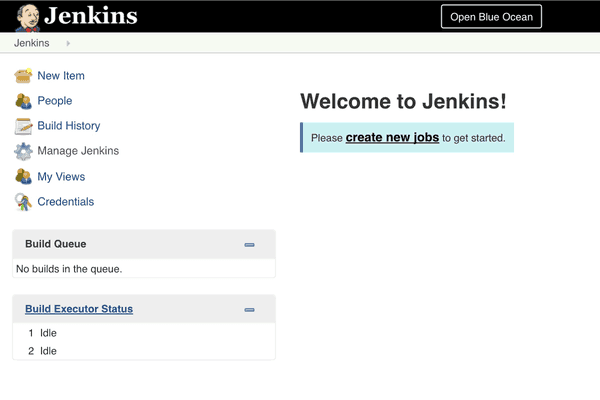 Jenkins
Open Blue Ocean
Jenkins
New Item
People
Build History
Manage Jenkins
My Views
Credentials
Welcome to Jenkins!
Please create new jobs to get started.
Build Queue
No builds in the queue.
Build Executor Status
1 Idle
2 Idle